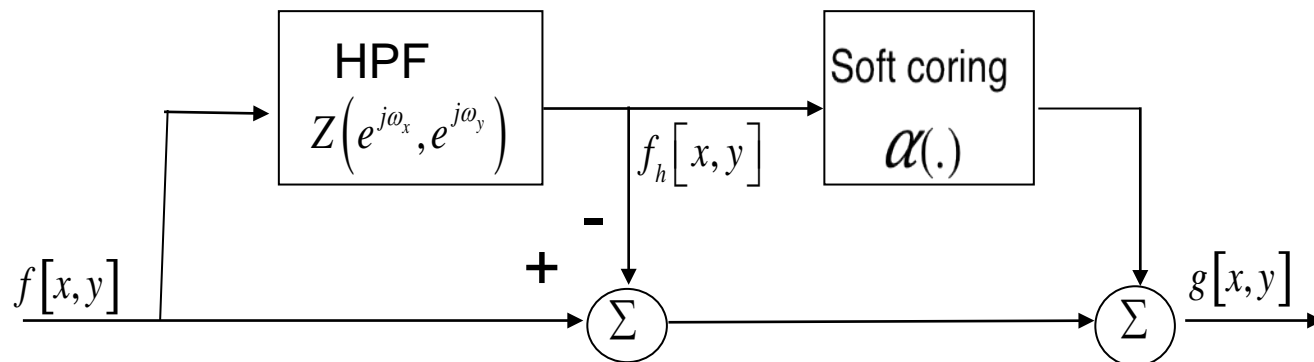 HPF
Z(e^{jω_x}, e^{jω_y})
Soft coring
α(.)
f_h[x, y]
-
+
f[x, y]
Σ
Σ
g[x, y]